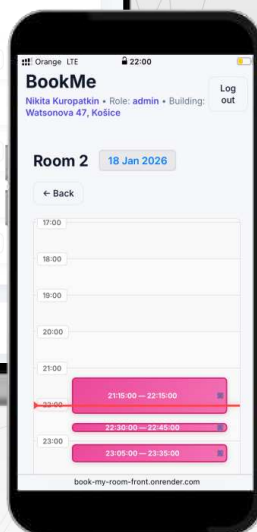 Orange LTE 22:00
BookMe
Log out
Nikita Kuropatkin • Role: admin • Building:
Watsonova 47, Košice
Room 2 18 Jan 2026
← Back
17:00
18:00
19:00
20:00
21:00
21:15:00 — 22:15:00
22:00
22:30:00 — 22:45:00
23:00
23:05:00 — 23:35:00
book-my-room-front.onrender.com